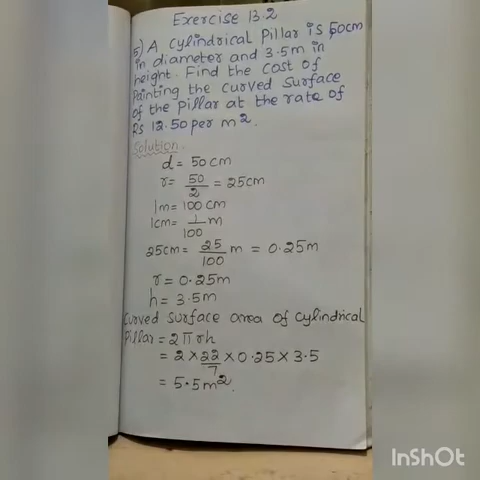 Exercise 13.2
5) A cylindrical Pillar is 50cm
in diameter and 3.5m in
height. Find the cost of
Painting the curved Surface
of the Pillar at the rate of
Rs 12.50 per m².
Solution
d = 50 cm
r = 50/2 = 25cm
1m = 100 cm
1cm = 1/100 m
25cm = 25/100 m = 0.25m
r = 0.25m
h = 3.5m
Curved Surface area of cylindrical
Pillar = 2πrh
= 2 × 22/7 × 0.25 × 3.5
= 5.5m².
InShOt